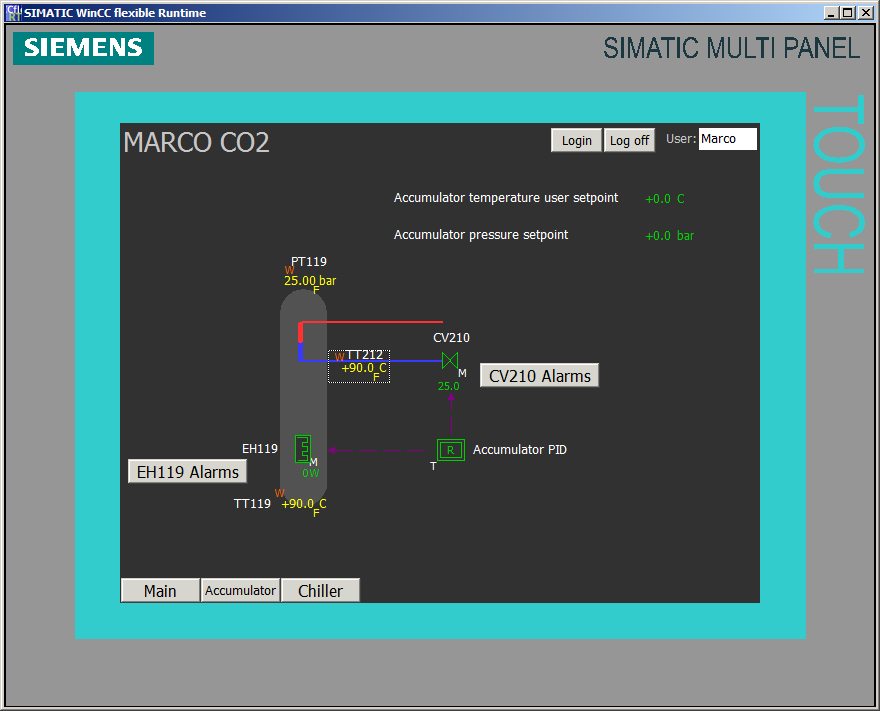 SIMATIC WinCC flexible Runtime
SIEMENS
SIMATIC MULTI PANEL
TOUCH
MARCO CO2
Login
Log off
User:
Marco
Accumulator temperature user setpoint
+0.0 C
Accumulator pressure setpoint
+0.0 bar
PT119
W
25.00 bar
F
CV210
W
TT212
+90.0 C
F
M
25.0
CV210 Alarms
EH119
M
0W
R
T
Accumulator PID
EH119 Alarms
W
TT119
+90.0 C
F
Main
Accumulator
Chiller